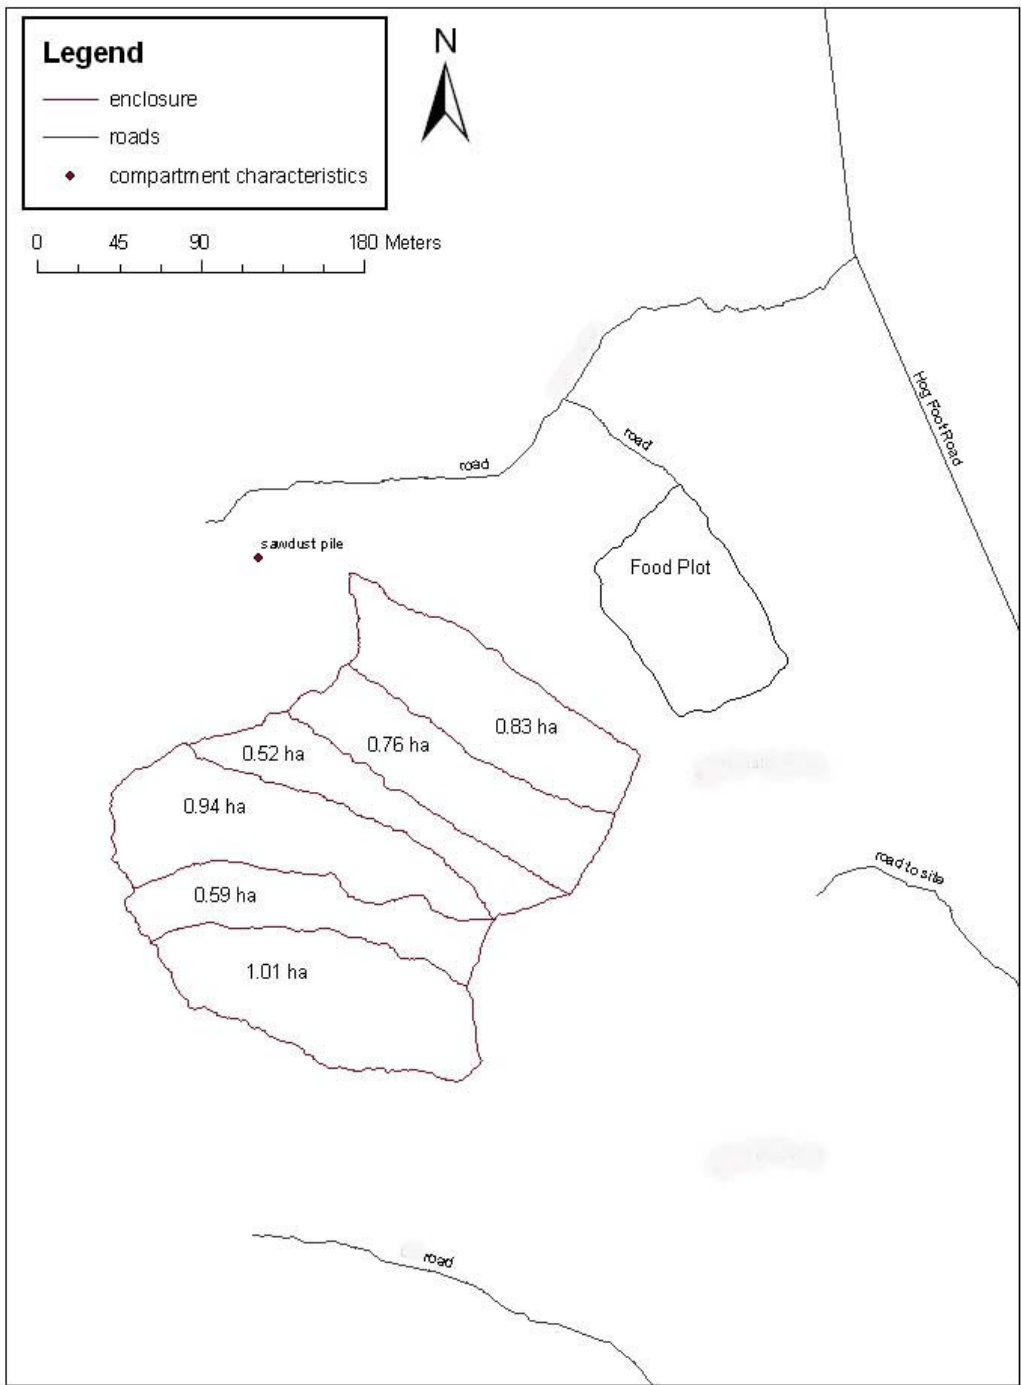 Legend
enclosure
roads
compartment characteristics
N
0 45 90 180 Meters
Hog Foot Road
road
road
sawdust pile
Food Plot
0.83 ha
0.76 ha
0.52 ha
0.94 ha
0.59 ha
1.01 ha
road to site
road